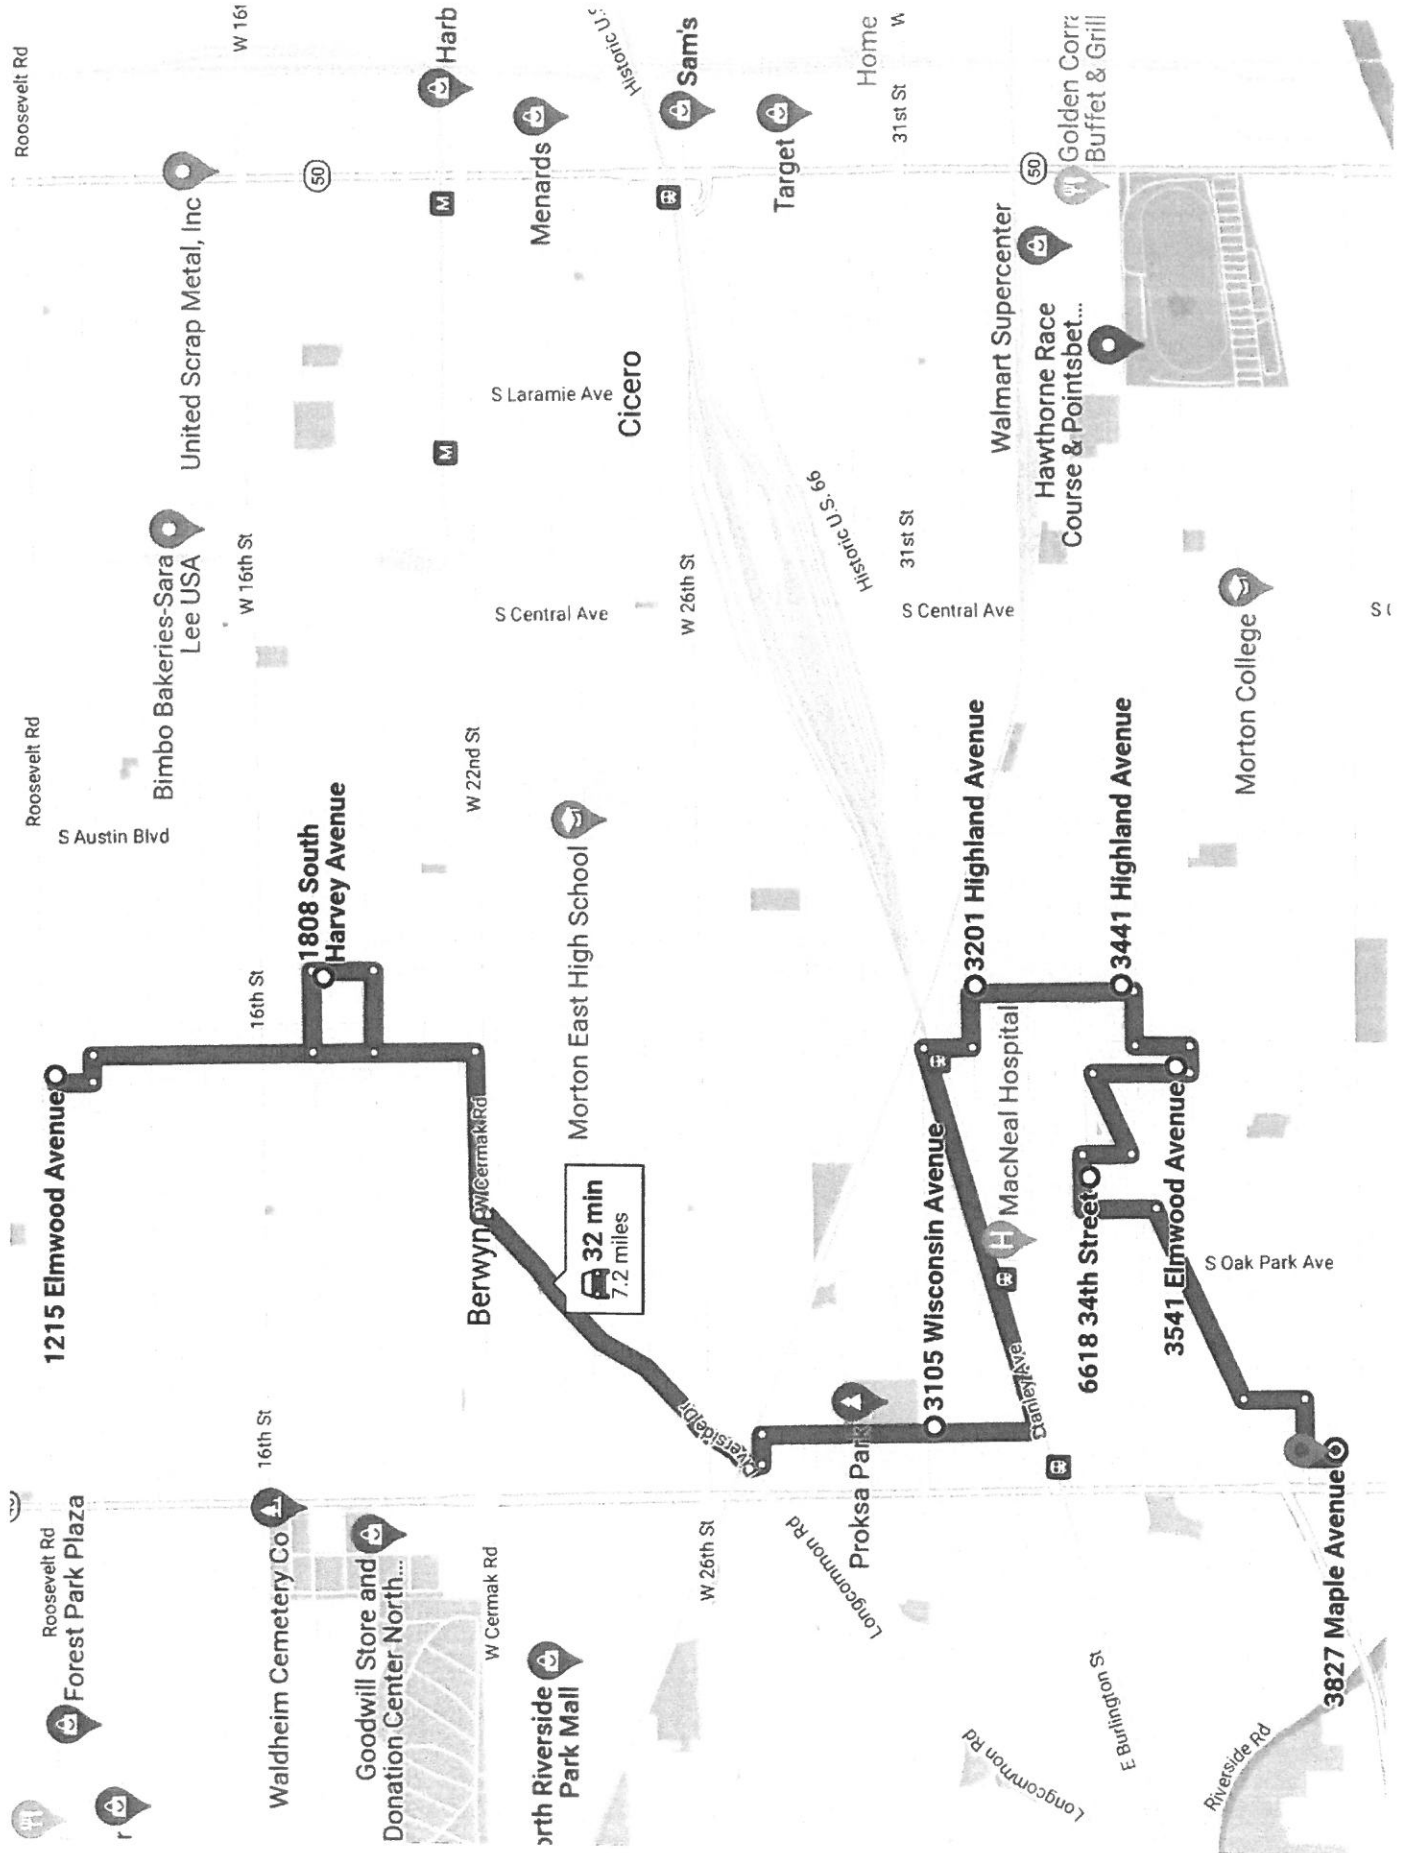 Roosevelt Rd
Forest Park Plaza
r
16th St
Waldheim Cemetery Co
Goodwill Store and
Donation Center North...
W Cermak Rd
orth Riverside
Park Mall
1215 Elmwood Avenue
Roosevelt Rd
S Austin Blvd
16th St
1808 South
Harvey Avenue
Bimbo Bakeries-Sara
Lee USA
W 16th St
United Scrap Metal, Inc
Roosevelt Rd
W 16t
50
Harb
M
M
Menards
S Laramie Ave
Cicero
W 22nd St
S Central Ave
Morton East High School
Berwyn
W Cermak Rd
32 min
7.2 miles
Riverside Dr
W 26th St
W 26th St
Historic U.S
Sam's
Target
Home
31st St
W
Historic U.S. 66
31st St
S Central Ave
Proksa Park
Longcommon Rd
3105 Wisconsin Avenue
Stanley Ave
MacNeal Hospital
H
3201 Highland Avenue
3441 Highland Avenue
6618 34th Street
3541 Elmwood Avenue
S Oak Park Ave
Walmart Supercenter
50
Golden Corra
Buffet & Grill
Hawthorne Race
Course & Pointsbet...
Morton College
Longcommon Rd
E Burlington St
Riverside Rd
3827 Maple Avenue